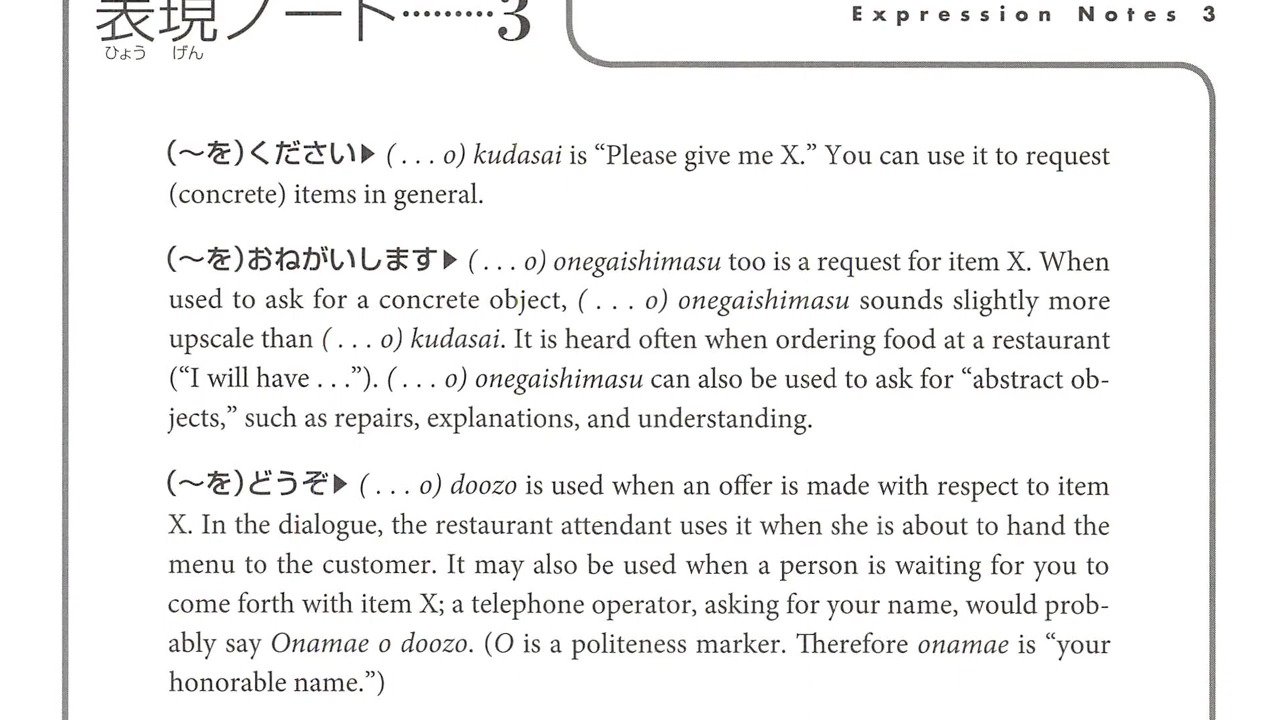 表現ノート………3
ひょう げん
Expression Notes 3
(〜を)ください▶ (. . . o) kudasai is “Please give me X.” You can use it to request
(concrete) items in general.
(〜を)おねがいします▶ (. . . o) onegaishimasu too is a request for item X. When
used to ask for a concrete object, (. . . o) onegaishimasu sounds slightly more
upscale than (. . . o) kudasai. It is heard often when ordering food at a restaurant
(“I will have . . .”). (. . . o) onegaishimasu can also be used to ask for “abstract ob-
jects,” such as repairs, explanations, and understanding.
(〜を)どうぞ▶ (. . . o) doozo is used when an offer is made with respect to item
X. In the dialogue, the restaurant attendant uses it when she is about to hand the
menu to the customer. It may also be used when a person is waiting for you to
come forth with item X; a telephone operator, asking for your name, would prob-
ably say Onamae o doozo. (O is a politeness marker. Therefore onamae is “your
honorable name.”)